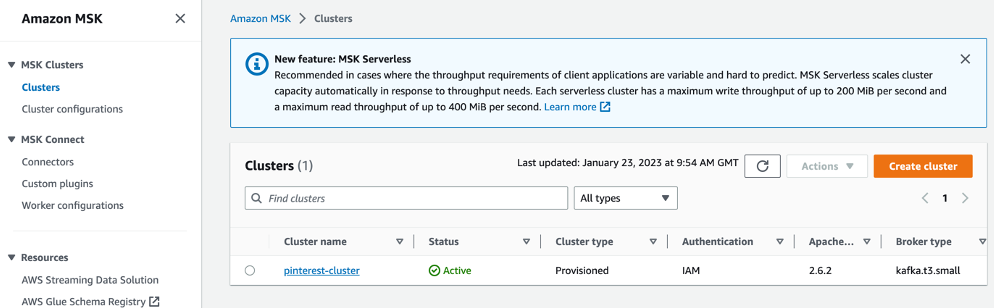 Amazon MSK
MSK Clusters
Clusters
Cluster configurations
MSK Connect
Connectors
Custom plugins
Worker configurations
Resources
AWS Streaming Data Solution
AWS Glue Schema Registry
Amazon MSK > Clusters
New feature: MSK Serverless
Recommended in cases where the throughput requirements of client applications are variable and hard to predict. MSK Serverless scales cluster
capacity automatically in response to throughput needs. Each serverless cluster has a maximum write throughput of up to 200 MiB per second and
a maximum read throughput of up to 400 MiB per second. Learn more
Clusters (1)
Last updated: January 23, 2023 at 9:54 AM GMT
Actions
Create cluster
Find clusters
All types
1
Cluster name Status Cluster type Authentication Apache... Broker type
pinterest-cluster Active Provisioned IAM 2.6.2 kafka.t3.small